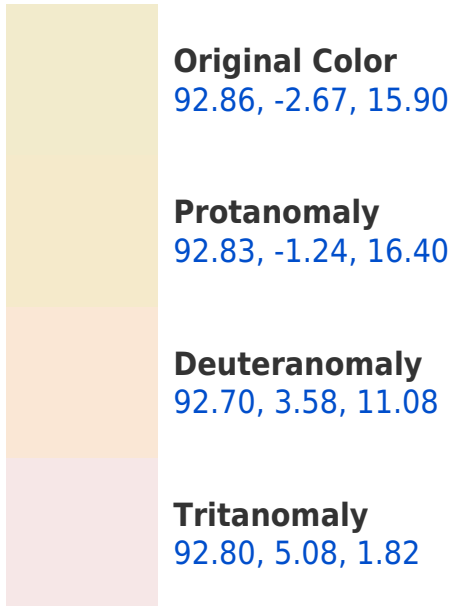 Original Color
92.86, -2.67, 15.90
Protanomaly
92.83, -1.24, 16.40
Deuteranomaly
92.70, 3.58, 11.08
Tritanomaly
92.80, 5.08, 1.82